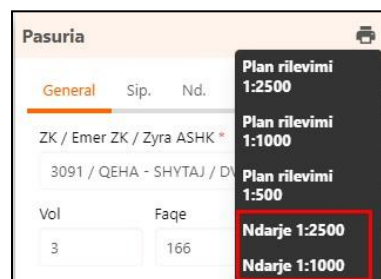 Pasuria
General Sip. Nd.
ZK / Emer ZK / Zyra ASHK *
3091 / QEHA - SHYTAJ / DV
Vol Faqe
3 166
Plan rilevimi
1:2500
Plan rilevimi
1:1000
Plan rilevimi
1:500
Ndarje 1:2500
Ndarje 1:1000